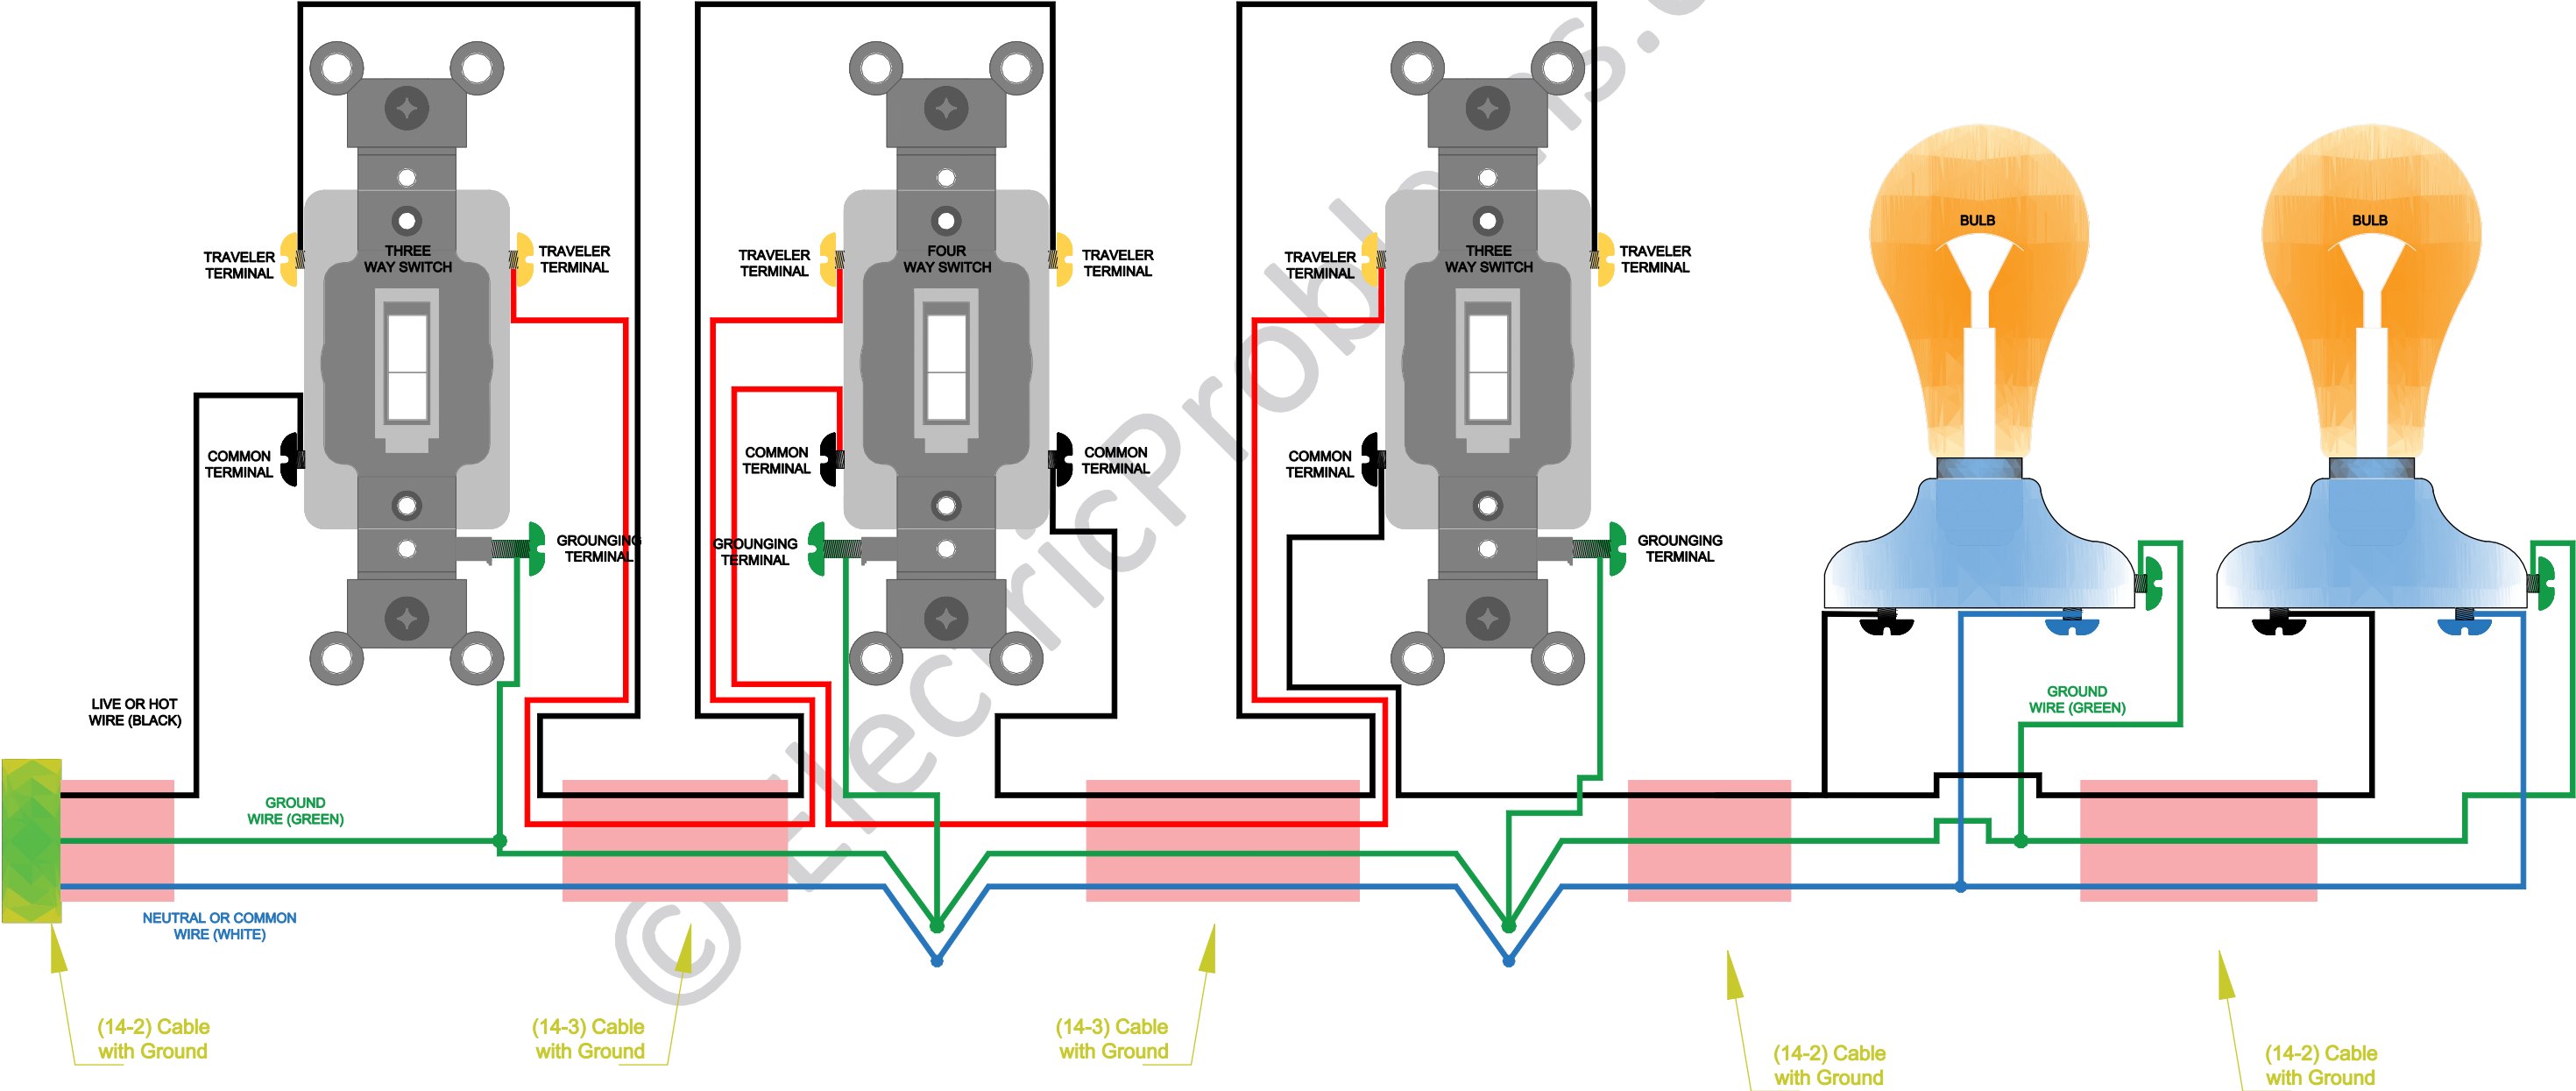 THREE
WAY SWITCH
TRAVELER
TERMINAL
TRAVELER
TERMINAL
COMMON
TERMINAL
GROUNGING
TERMINAL
FOUR
WAY SWITCH
TRAVELER
TERMINAL
TRAVELER
TERMINAL
COMMON
TERMINAL
COMMON
TERMINAL
GROUNGING
TERMINAL
THREE
WAY SWITCH
TRAVELER
TERMINAL
TRAVELER
TERMINAL
COMMON
TERMINAL
GROUNGING
TERMINAL
BULB
BULB
LIVE OR HOT
WIRE (BLACK)
GROUND
WIRE (GREEN)
NEUTRAL OR COMMON
WIRE (WHITE)
GROUND
WIRE (GREEN)
(14-2) Cable
with Ground
(14-3) Cable
with Ground
(14-3) Cable
with Ground
(14-2) Cable
with Ground
(14-2) Cable
with Ground